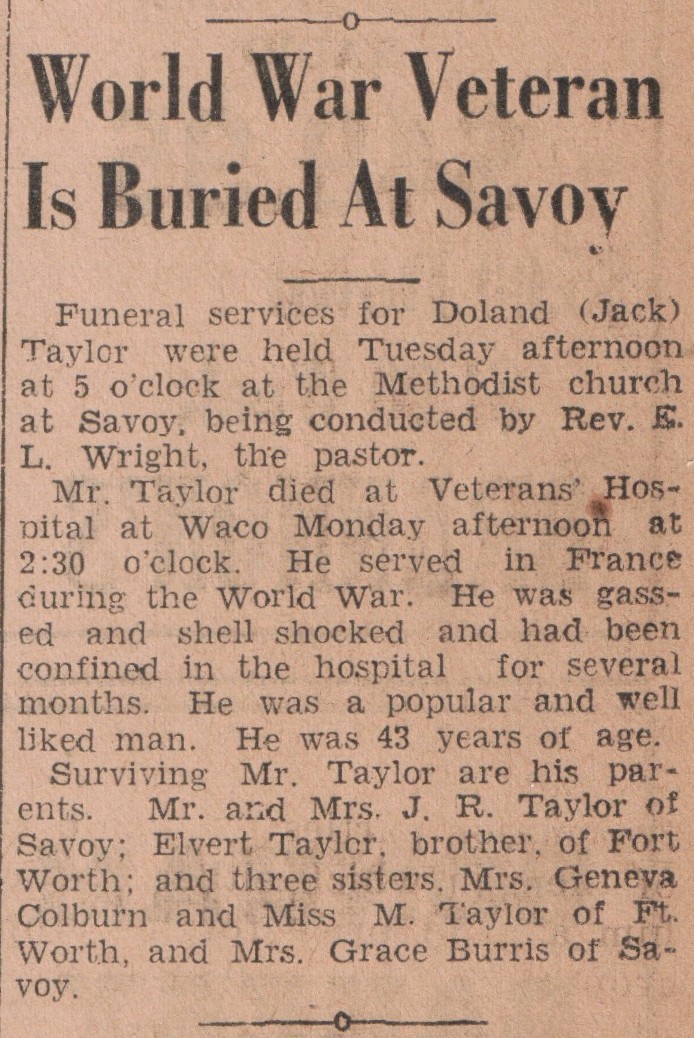 World War Veteran
Is Buried At Savoy
Funeral services for Doland (Jack)
Taylor were held Tuesday afternoon
at 5 o'clock at the Methodist church
at Savoy, being conducted by Rev. E.
L. Wright, the pastor.
Mr. Taylor died at Veterans' Hos-
pital at Waco Monday afternoon at
2:30 o'clock. He served in France
during the World War. He was gass-
ed and shell shocked and had been
confined in the hospital for several
months. He was a popular and well
liked man. He was 43 years of age.
Surviving Mr. Taylor are his par-
ents. Mr. and Mrs. J. R. Taylor of
Savoy; Elvert Taylor, brother, of Fort
Worth; and three sisters, Mrs. Geneva
Colburn and Miss M. Taylor of Ft.
Worth, and Mrs. Grace Burris of Sa-
voy.